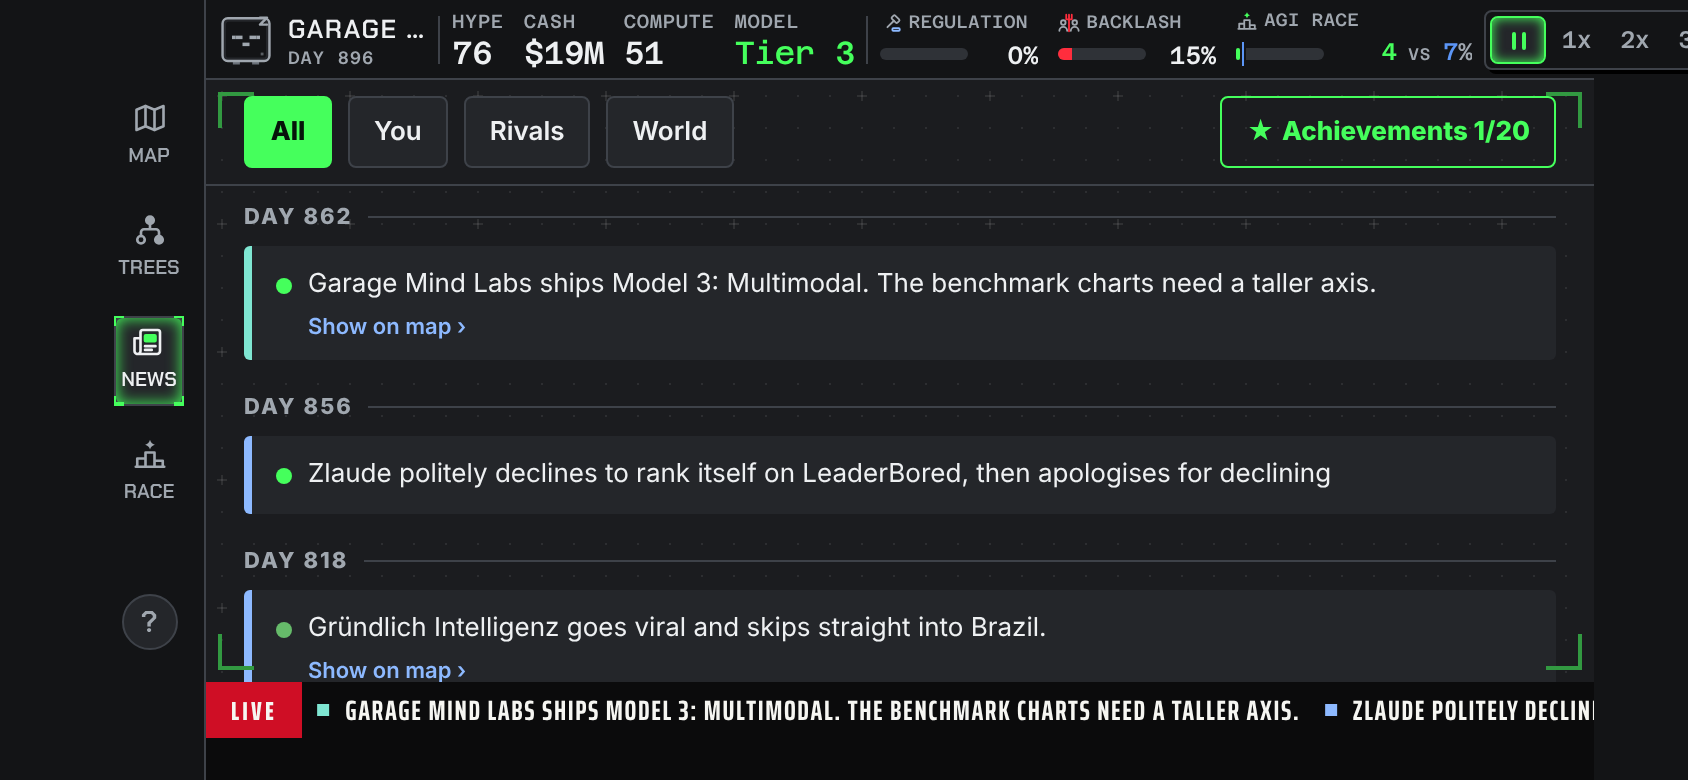 GARAGE ...
DAY 896
HYPE
76
CASH
$19M
COMPUTE
51
MODEL
Tier 3
REGULATION
0%
BACKLASH
15%
AGI RACE
4 vs 7%
1x
2x
3
MAP
TREES
NEWS
RACE
?
All
You
Rivals
World
★ Achievements 1/20
DAY 862
Garage Mind Labs ships Model 3: Multimodal. The benchmark charts need a taller axis.
Show on map ›
DAY 856
Zlaude politely declines to rank itself on LeaderBored, then apologises for declining
DAY 818
Gründlich Intelligenz goes viral and skips straight into Brazil.
Show on map ›
LIVE
GARAGE MIND LABS SHIPS MODEL 3: MULTIMODAL. THE BENCHMARK CHARTS NEED A TALLER AXIS.
ZLAUDE POLITELY DECLIN